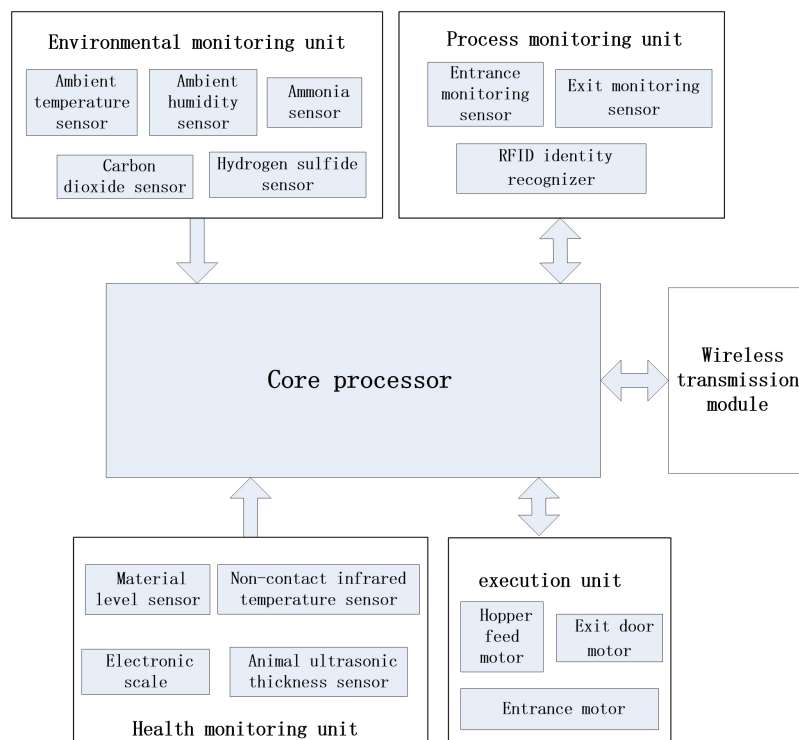 Environmental monitoring unit
Ambient
temperature
sensor
Ambient
humidity
sensor
Ammonia
sensor
Carbon
dioxide sensor
Hydrogen sulfide
sensor
Process monitoring unit
Entrance
monitoring
sensor
Exit monitoring
sensor
RFID identity
recognizer
Core processor
Wireless
transmission
module
Material
level sensor
Non-contact infrared
temperature sensor
Electronic
scale
Animal ultrasonic
thickness sensor
Health monitoring unit
execution unit
Hopper
feed
motor
Exit door
motor
Entrance motor